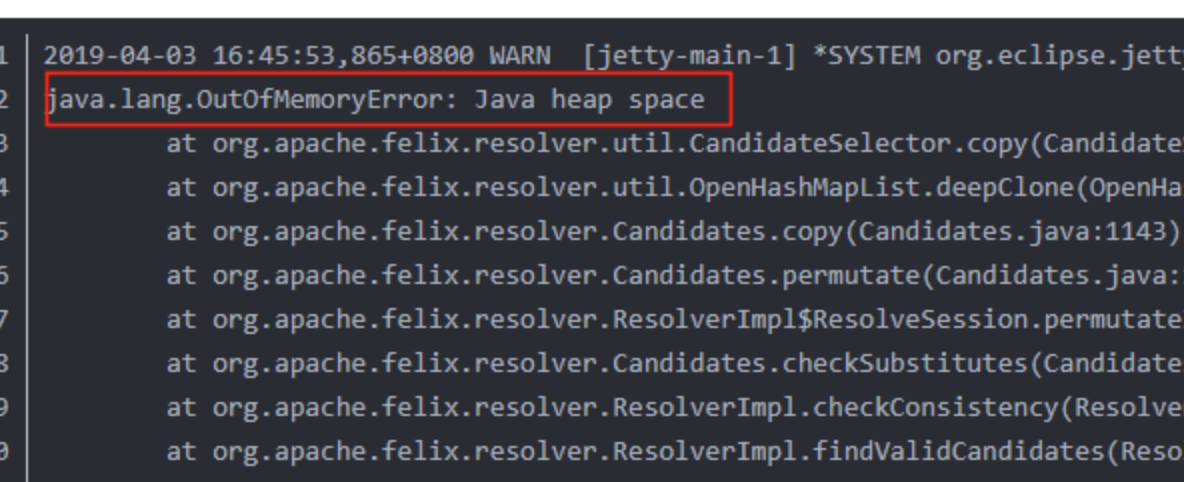 1 2019-04-03 16:45:53,865+0800 WARN  [jetty-main-1] *SYSTEM org.eclipse.jetty
2 java.lang.OutOfMemoryError: Java heap space
3 at org.apache.felix.resolver.util.CandidateSelector.copy(Candidate
4 at org.apache.felix.resolver.util.OpenHashMapList.deepClone(OpenHa
5 at org.apache.felix.resolver.Candidates.copy(Candidates.java:1143)
6 at org.apache.felix.resolver.Candidates.permutate(Candidates.java:
7 at org.apache.felix.resolver.ResolverImpl$ResolveSession.permutate
8 at org.apache.felix.resolver.Candidates.checkSubstitutes(Candidate
9 at org.apache.felix.resolver.ResolverImpl.checkConsistency(Resolve
0 at org.apache.felix.resolver.ResolverImpl.findValidCandidates(Reso